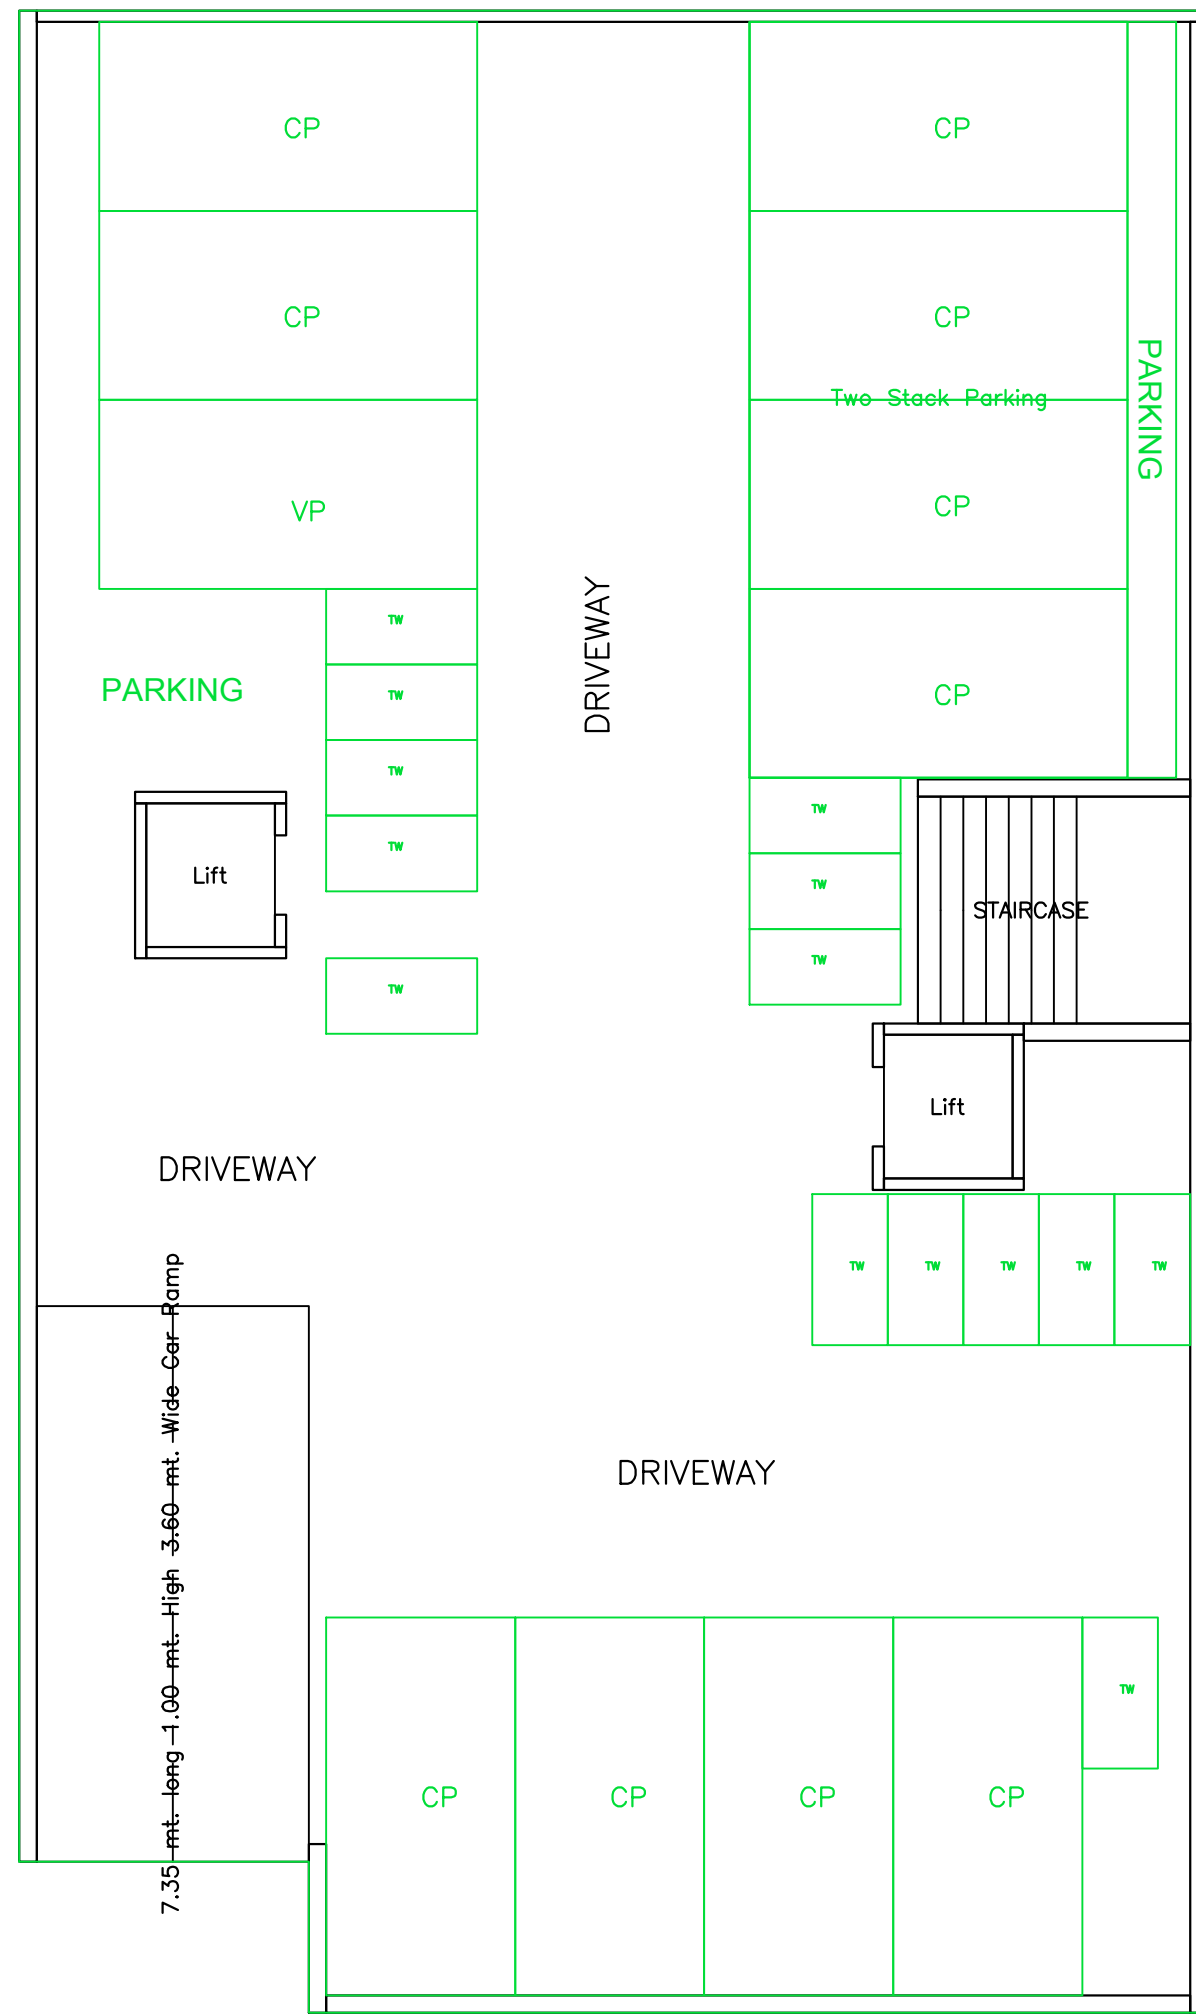 CP
CP
CP
CP
PARKING
Two Stack Parking
VP
CP
DRIVEWAY
TW
PARKING
TW
CP
TW
TW
TW
Lift
TW
STAIRCASE
TW
TW
Lift
DRIVEWAY
TW
TW
TW
TW
TW
7.35 mt. long 1.00 mt. High 3.60 mt. Wide Car Ramp
DRIVEWAY
TW
CP
CP
CP
CP